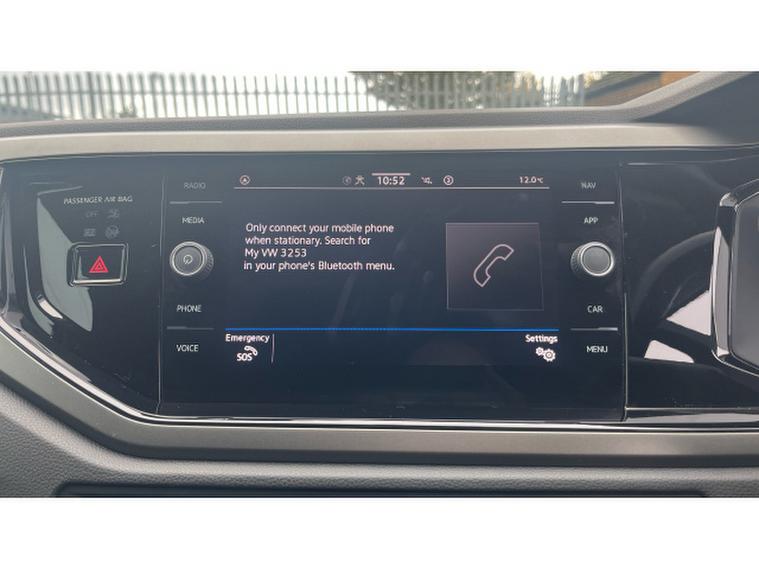 PASSENGER AIR BAG
OFF
RADIO
MEDIA
PHONE
VOICE
10:52
12.0°C
Only connect your mobile phone
when stationary. Search for
My VW 3253
in your phone's Bluetooth menu.
Emergency
SOS
Settings
NAV
APP
CAR
MENU